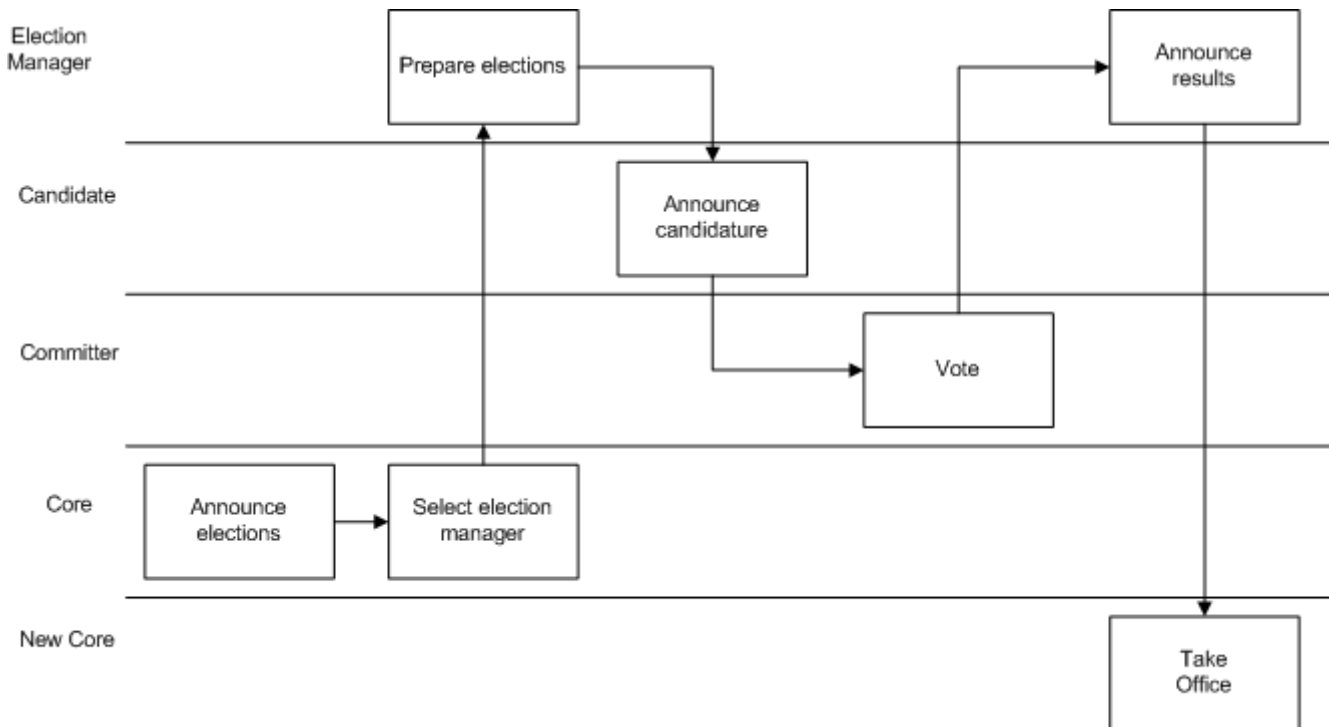 Election
Manager
Prepare elections
Announce
results
Candidate
Announce
candidature
Committer
Vote
Core
Announce
elections
Select election
manager
New Core
Take
Office